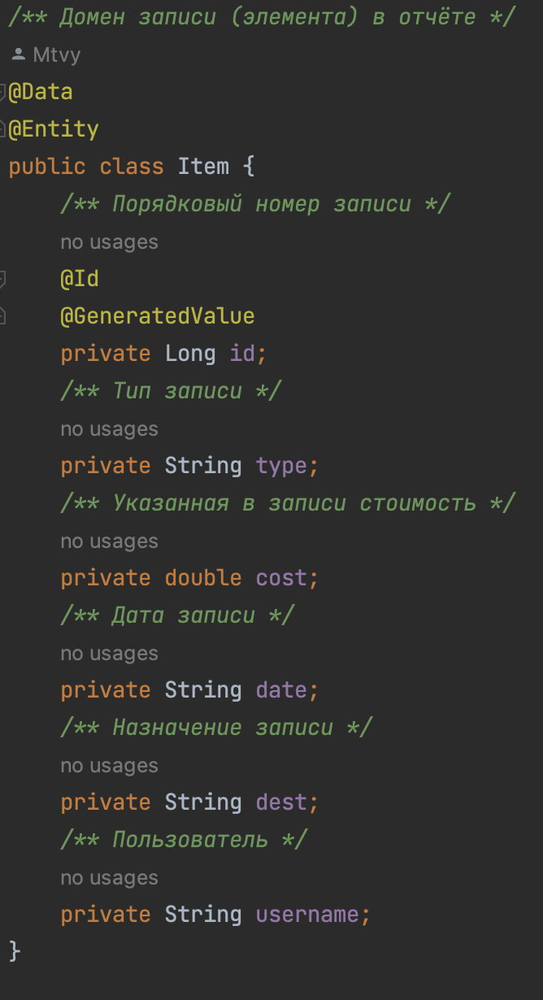 /** Домен записи (элемента) в отчёте */
Mtvy
@Data
@Entity
public class Item {
/** Порядковый номер записи */
no usages
@Id
@GeneratedValue
private Long id;
/** Тип записи */
no usages
private String type;
/** Указанная в записи стоимость */
no usages
private double cost;
/** Дата записи */
no usages
private String date;
/** Назначение записи */
no usages
private String dest;
/** Пользователь */
no usages
private String username;
}